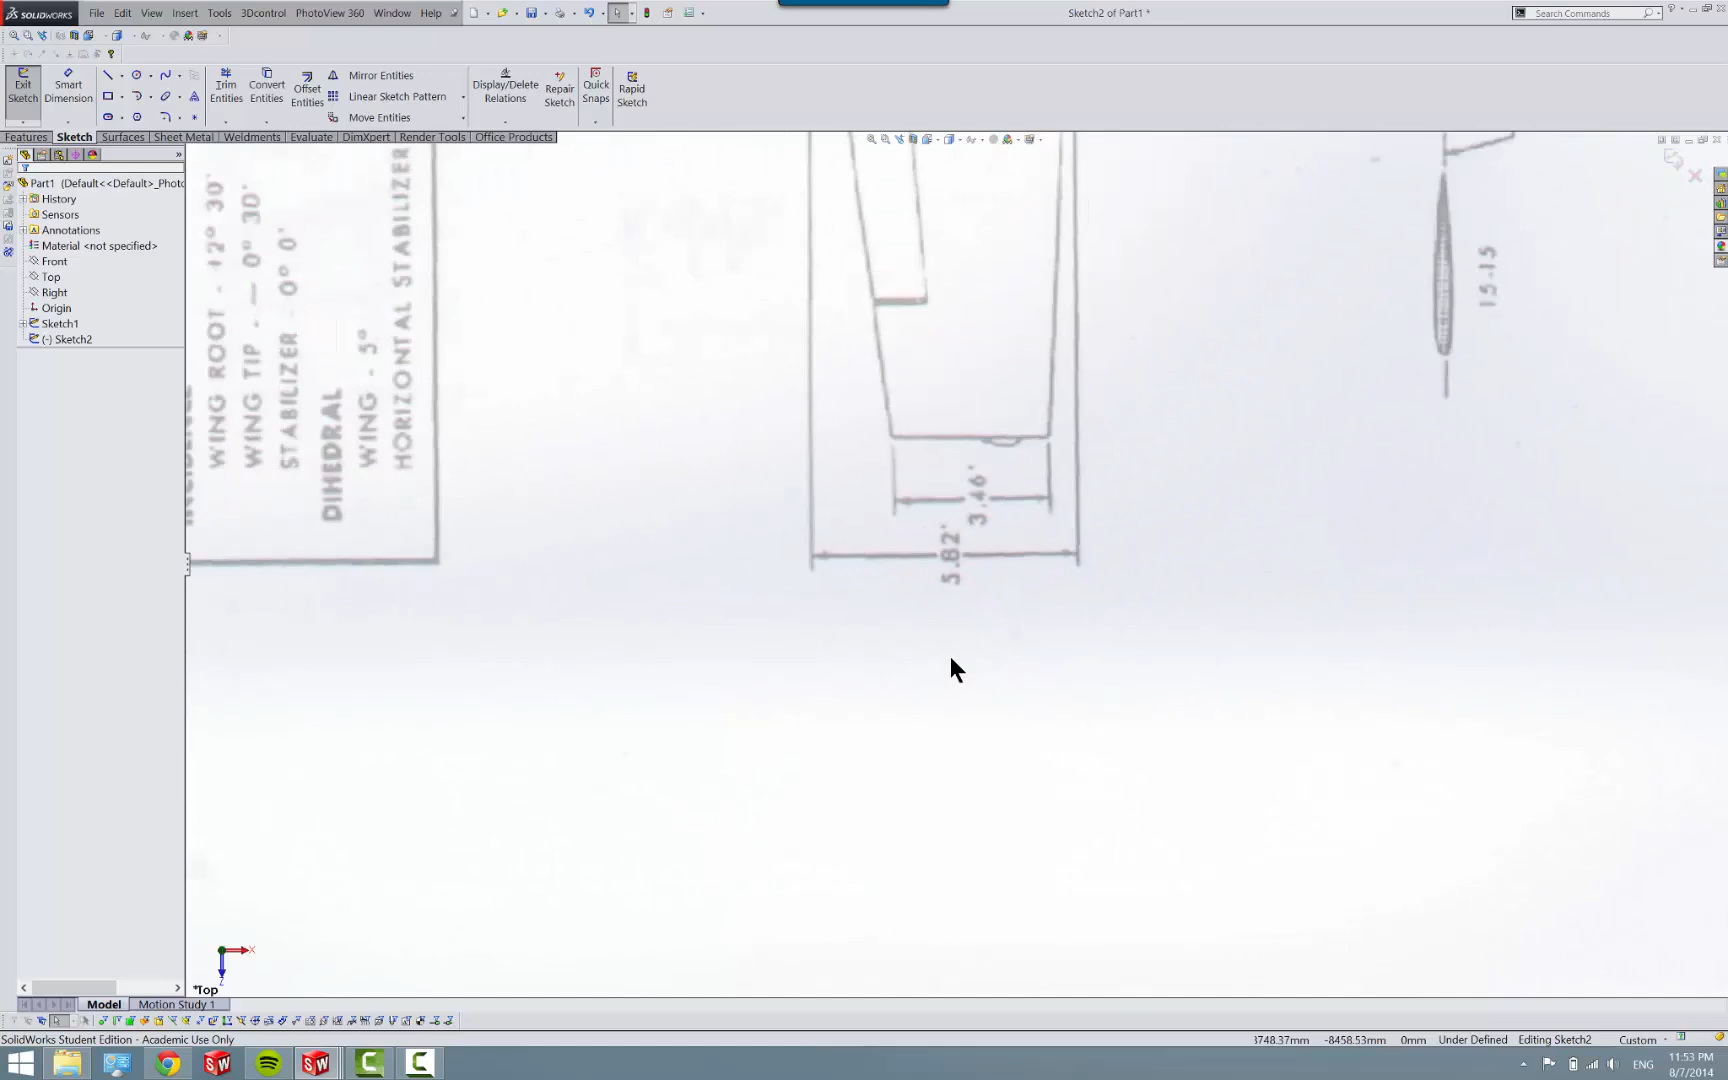 SOLIDWORKS
File
Edit
View
Insert
Tools
3Dcontrol
PhotoView 360
Window
Help
Sketch2 of Part1 *
Search Commands
Exit Sketch
Smart Dimension
Trim Entities
Convert Entities
Offset Entities
Mirror Entities
Linear Sketch Pattern
Move Entities
Display/Delete Relations
Repair Sketch
Quick Snaps
Rapid Sketch
Features
Sketch
Surfaces
Sheet Metal
Weldments
Evaluate
DimXpert
Render Tools
Office Products
Part1 (Default<<Default>_Photo
History
Sensors
Annotations
Material <not specified>
Front
Top
Right
Origin
Sketch1
(-) Sketch2
WING ROOT - +2° 30'
WING TIP - — 0° 30'
STABILIZER - 0° 0'
DIHEDRAL
WING - 5°
HORIZONTAL STABILIZER
3.46'
5.82'
15-15
X
Z
*Top
Model
Motion Study 1
SolidWorks Student Edition - Academic Use Only
3748.37mm
-8458.53mm
0mm
Under Defined
Editing Sketch2
Custom
ENG
11:53 PM
8/7/2014